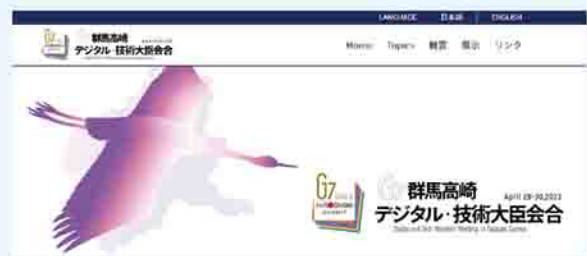 LANGUAGE 日本語 ENGLISH
群馬高崎
デジタル・技術大臣会合
Home Topics 概要 展示 リンク
G7
群馬高崎
April 29-30, 2023
デジタル・技術大臣会合